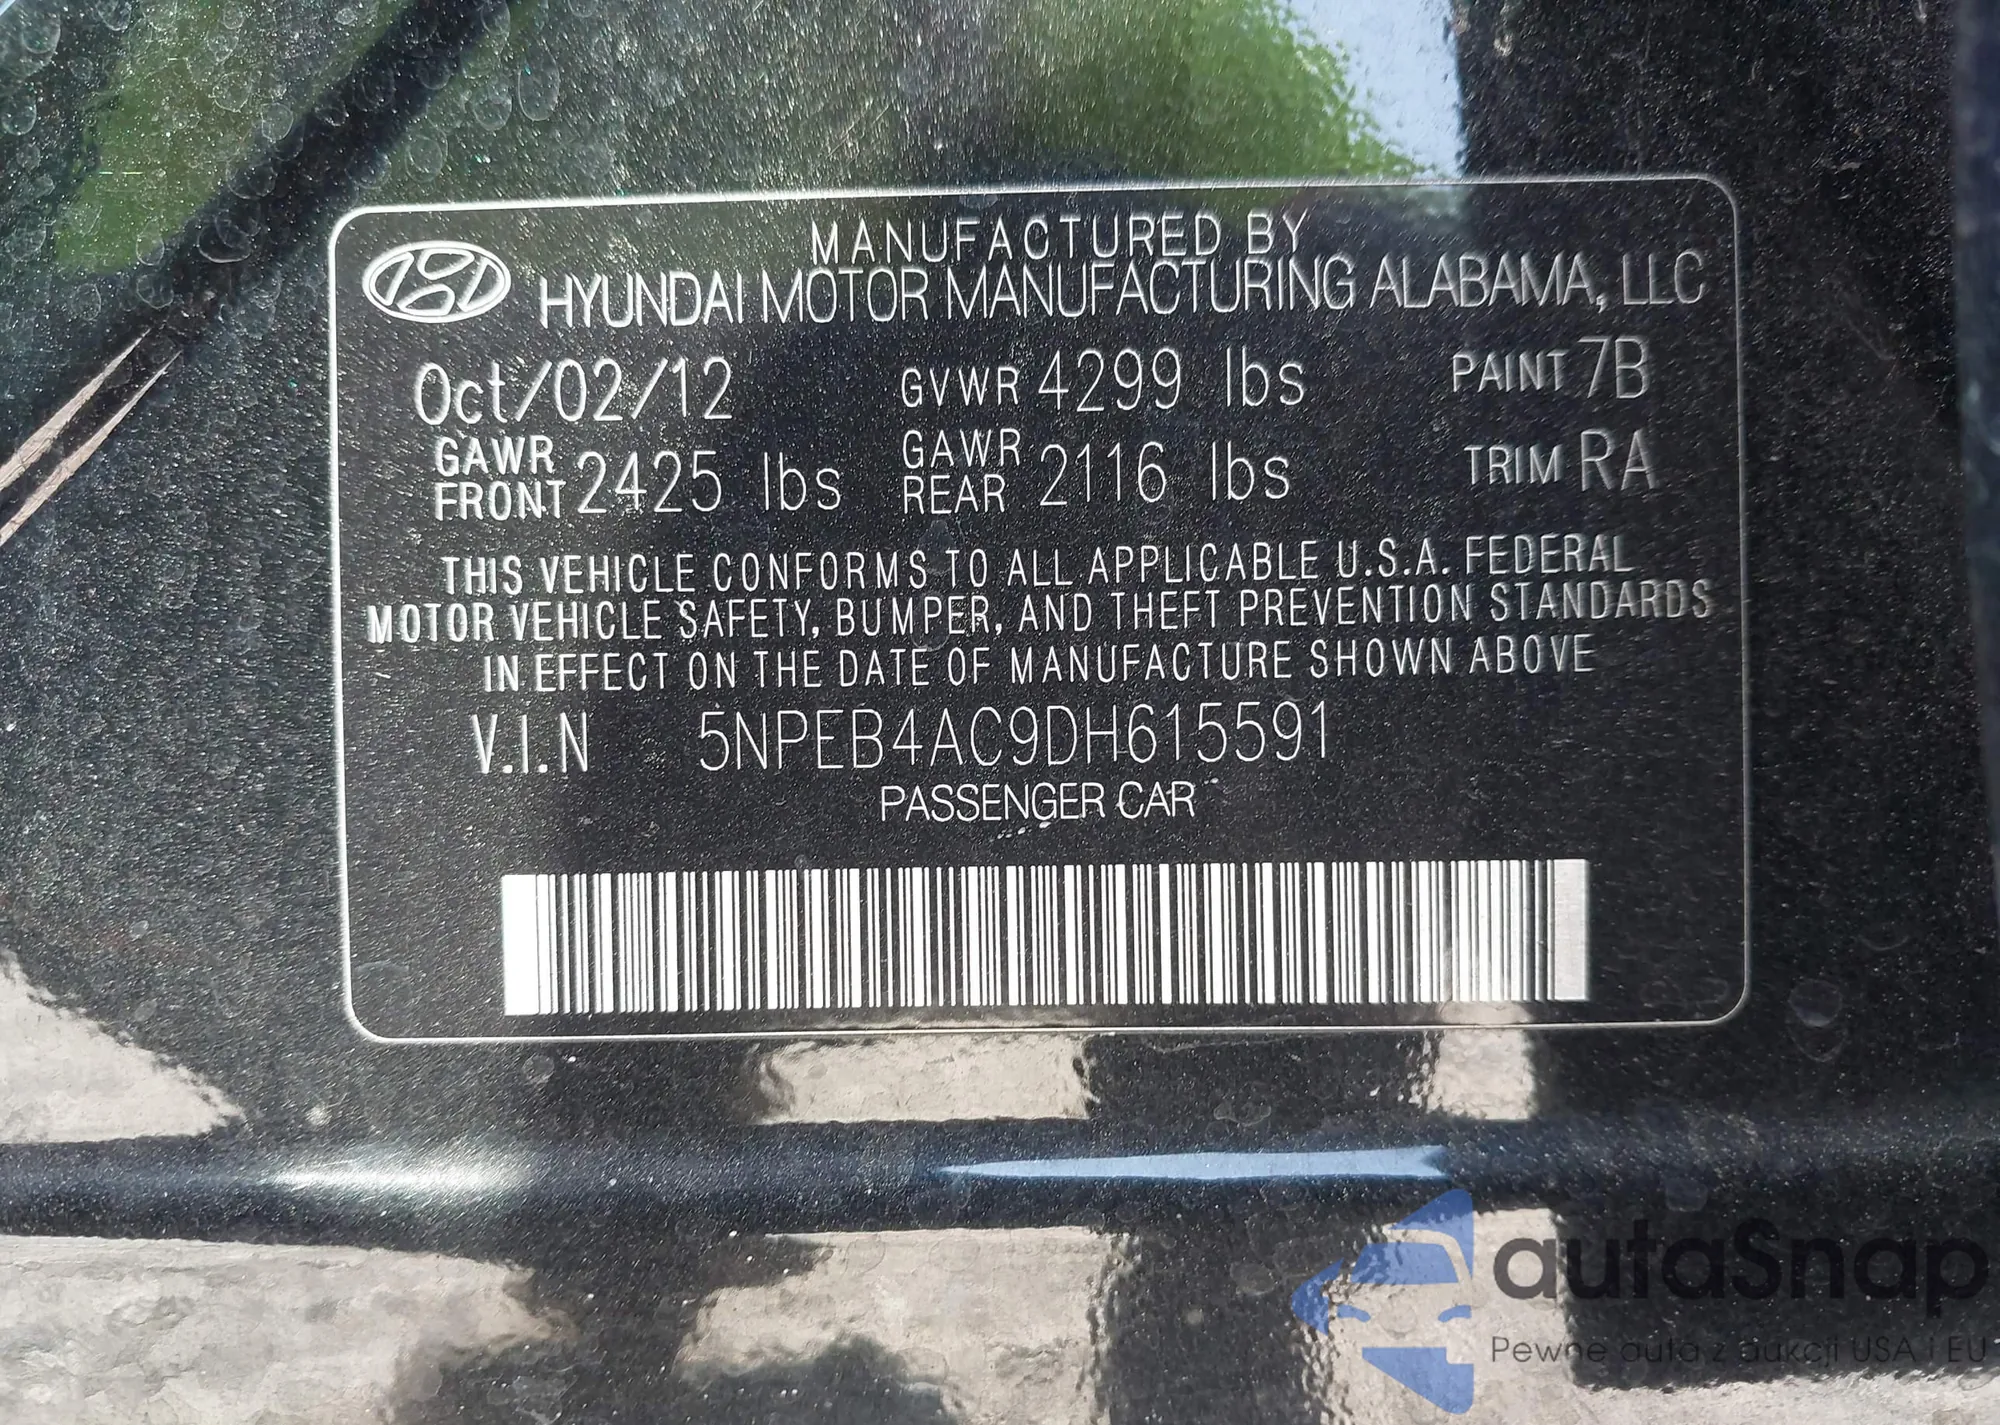 MANUFACTURED BY
HYUNDAI MOTOR MANUFACTURING ALABAMA, LLC
Oct/02/12 GVWR 4299 lbs PAINT 7B
GAWR FRONT 2425 lbs GAWR REAR 2116 lbs TRIM RA
THIS VEHICLE CONFORMS TO ALL APPLICABLE U.S.A. FEDERAL
MOTOR VEHICLE SAFETY, BUMPER, AND THEFT PREVENTION STANDARDS
IN EFFECT ON THE DATE OF MANUFACTURE SHOWN ABOVE
V.I.N 5NPEB4AC9DH615591
PASSENGER CAR
autaSnap
Pewne auta z aukcji USA i EU